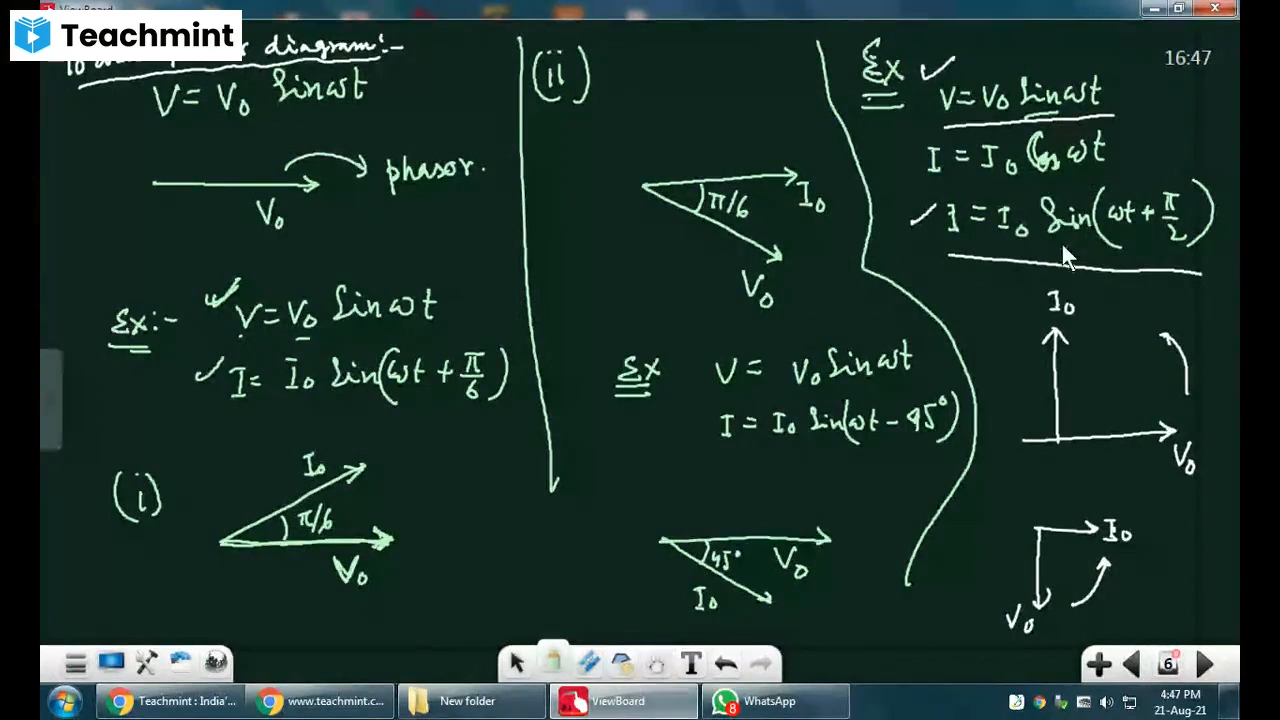 ViewBoard
Teachmint
diagram:-
V = V₀ Sinωt
phasor.
V₀
Ex:- V = V₀ Sinωt
I = I₀ Sin(ωt + π/6)
(i)
I₀
π/6
V₀
(ii)
π/6
I₀
V₀
Ex V = V₀ Sinωt
I = I₀ Sin(ωt - 45°)
45°
V₀
I₀
16:47
Ex
V = V₀ Sinωt
I = I₀ Cos ωt
I = I₀ Sin(ωt + π/2)
I₀
V₀
I₀
V₀
T
6
Teachmint : India'...
www.teachmint.c...
New folder
ViewBoard
8
WhatsApp
4:47 PM
21-Aug-21